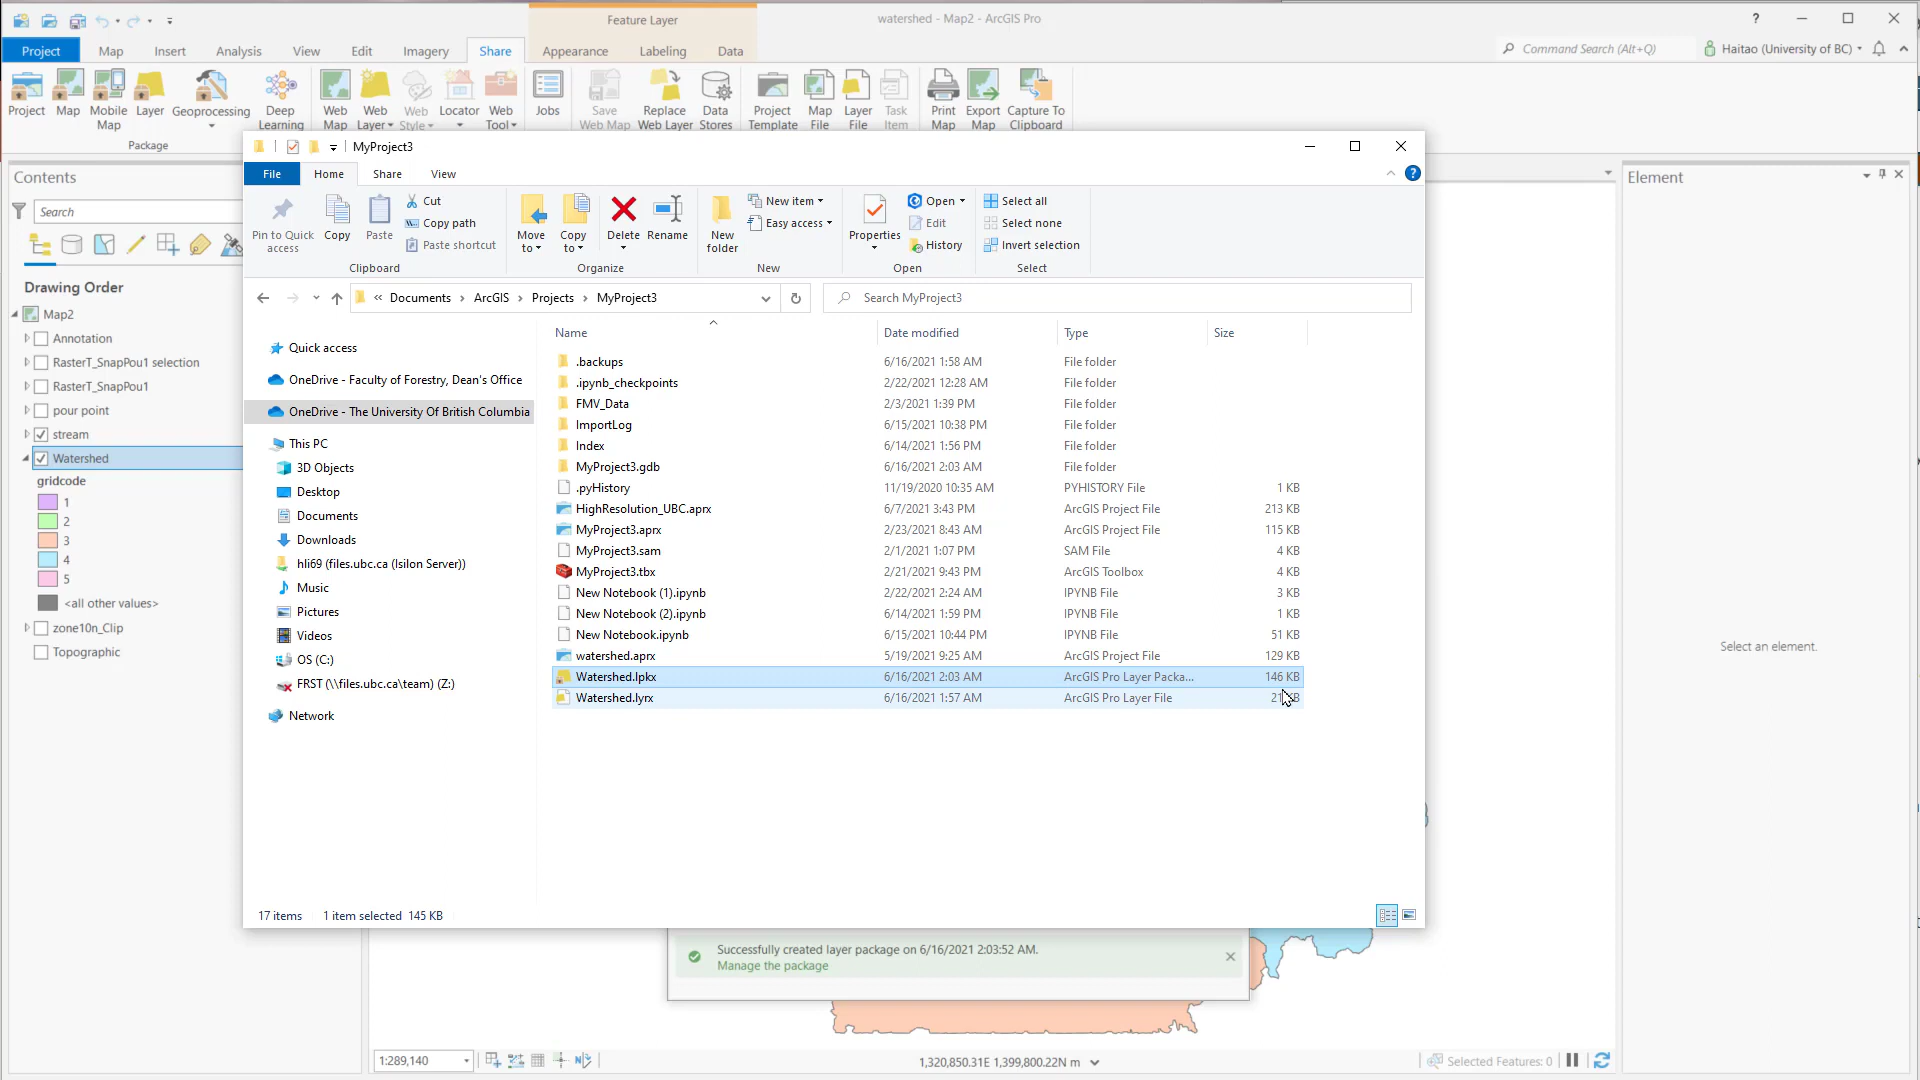 Feature Layer
watershed - Map2 - ArcGIS Pro
?
Project Map Insert Analysis View Edit Imagery Share Appearance Labeling Data
Command Search (Alt+Q)
Haitao (University of BC)
Project
Map
Mobile Map
Layer
Geoprocessing
Deep Learning
Web Map
Web Layer
Web Style
Locator
Web Tool
Jobs
Save Web Map
Replace Web Layer
Data Stores
Project Template
Map File
Layer File
Task Item
Print Map
Export Map
Capture To Clipboard
Package
Contents
Search
Drawing Order
Map2
Annotation
RasterT_SnapPou1 selection
RasterT_SnapPou1
pour point
stream
Watershed
gridcode
1
2
3
4
5
<all other values>
zone10n_Clip
Topographic
MyProject3
File Home Share View
?
Pin to Quick access
Copy
Paste
Cut
Copy path
Paste shortcut
Clipboard
Move to
Copy to
Delete
Rename
Organize
New folder
New item
Easy access
New
Properties
Open
Edit
History
Open
Select all
Select none
Invert selection
Select
« Documents › ArcGIS › Projects › MyProject3
Search MyProject3
Quick access
OneDrive - Faculty of Forestry, Dean's Office
OneDrive - The University Of British Columbia
This PC
3D Objects
Desktop
Documents
Downloads
hli69 (files.ubc.ca (Isilon Server))
Music
Pictures
Videos
OS (C:)
FRST (\\files.ubc.ca\team) (Z:)
Network
Name Date modified Type Size
.backups 6/16/2021 1:58 AM File folder
.ipynb_checkpoints 2/22/2021 12:28 AM File folder
FMV_Data 2/3/2021 1:39 PM File folder
ImportLog 6/15/2021 10:38 PM File folder
Index 6/14/2021 1:56 PM File folder
MyProject3.gdb 6/16/2021 2:03 AM File folder
.pyHistory 11/19/2020 10:35 AM PYHISTORY File 1 KB
HighResolution_UBC.aprx 6/7/2021 3:43 PM ArcGIS Project File 213 KB
MyProject3.aprx 2/23/2021 8:43 AM ArcGIS Project File 115 KB
MyProject3.sam 2/1/2021 1:07 PM SAM File 4 KB
MyProject3.tbx 2/21/2021 9:43 PM ArcGIS Toolbox 4 KB
New Notebook (1).ipynb 2/22/2021 2:24 AM IPYNB File 3 KB
New Notebook (2).ipynb 6/14/2021 1:59 PM IPYNB File 1 KB
New Notebook.ipynb 6/15/2021 10:44 PM IPYNB File 51 KB
watershed.aprx 5/19/2021 9:25 AM ArcGIS Project File 129 KB
Watershed.lpkx 6/16/2021 2:03 AM ArcGIS Pro Layer Packa... 146 KB
Watershed.lyrx 6/16/2021 1:57 AM ArcGIS Pro Layer File
17 items 1 item selected 145 KB
Successfully created layer package on 6/16/2021 2:03:52 AM.
Manage the package
Element
Select an element.
1:289,140
1,320,850.31E 1,399,800.22N m
Selected Features: 0